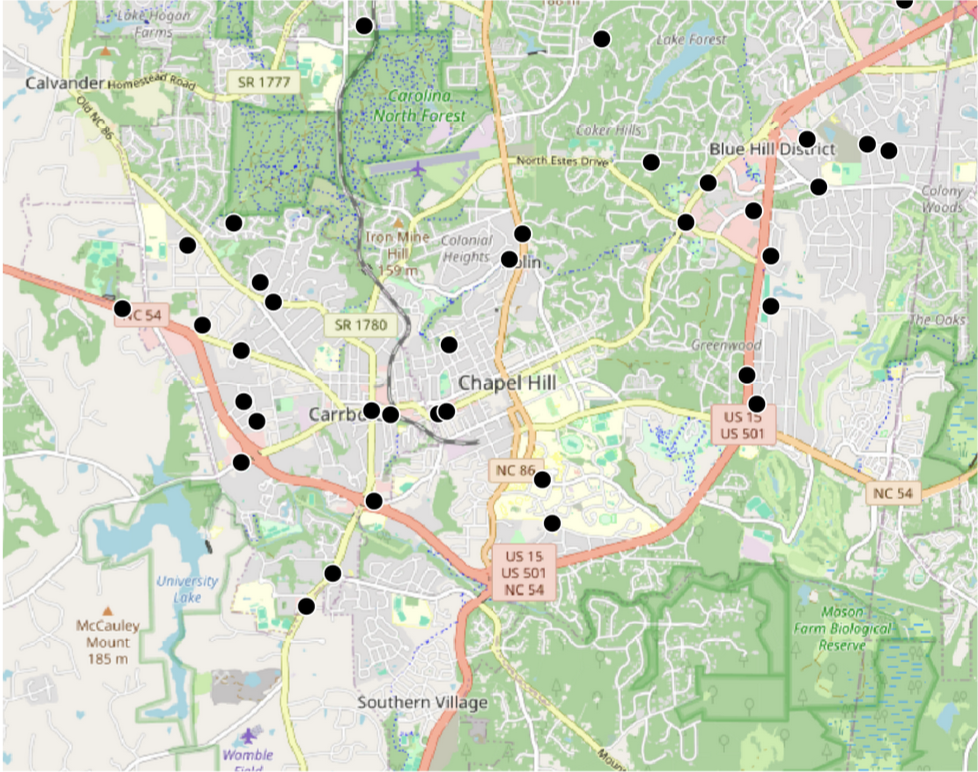 Lake Hogan
Farms
Lake Forest
Calvander
Homestead Road
SR 1777
Old NC 86
Carolina
North Forest
Coker Hills
North Estes Drive
Blue Hill District
Colony
Woods
Iron Mine
Hill
159 m
Colonial
Heights
olin
NC 54
SR 1780
The Oaks
Greenwood
Chapel Hill
Carrbo
US 15
US 501
NC 86
NC 54
US 15
US 501
NC 54
University
Lake
McCauley
Mount
185 m
Mason
Farm Biological
Reserve
Southern Village
Womble
Field
Moun